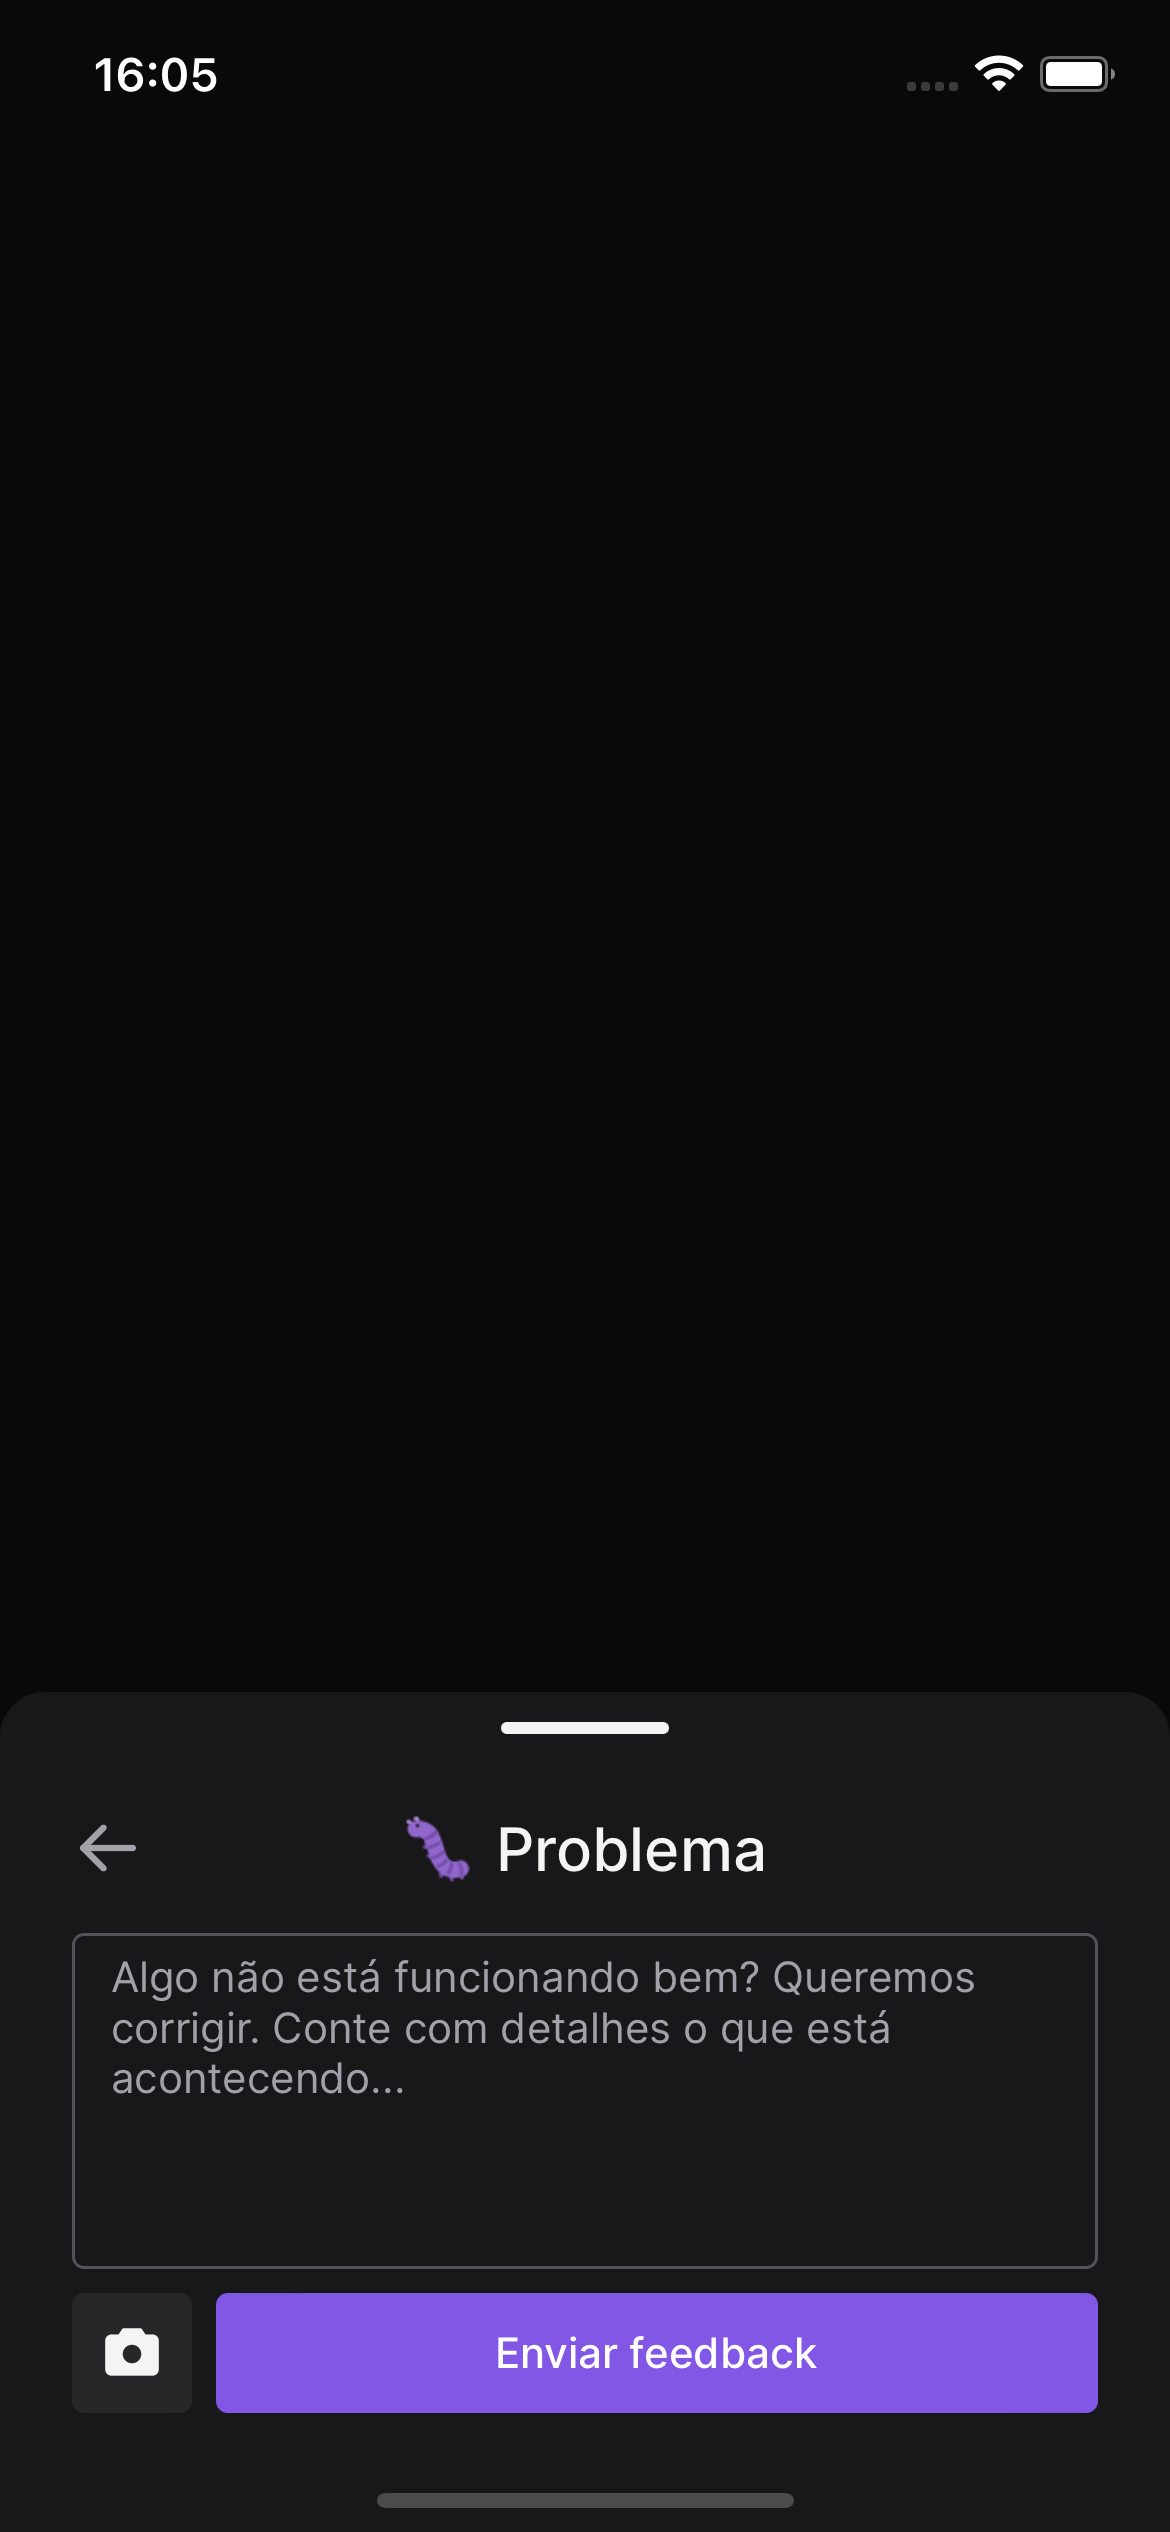 16:05
Problema
Algo não está funcionando bem? Queremos
corrigir. Conte com detalhes o que está
acontecendo...
Enviar feedback